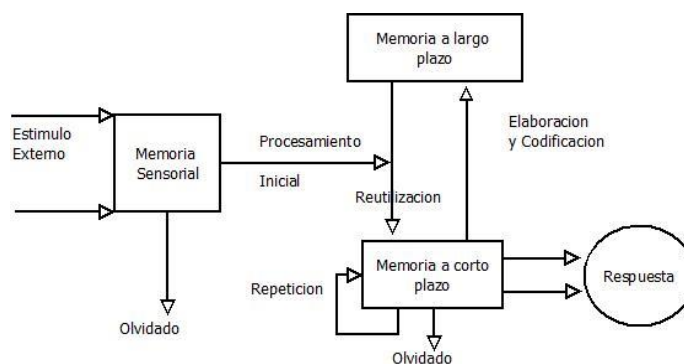 Memoria a largo
plazo
Estimulo
Externo
Memoria
Sensorial
Procesamiento
Inicial
Elaboracion
y Codificacion
Reutilizacion
Memoria a corto
plazo
Repeticion
Respuesta
Olvidado
Olvidado